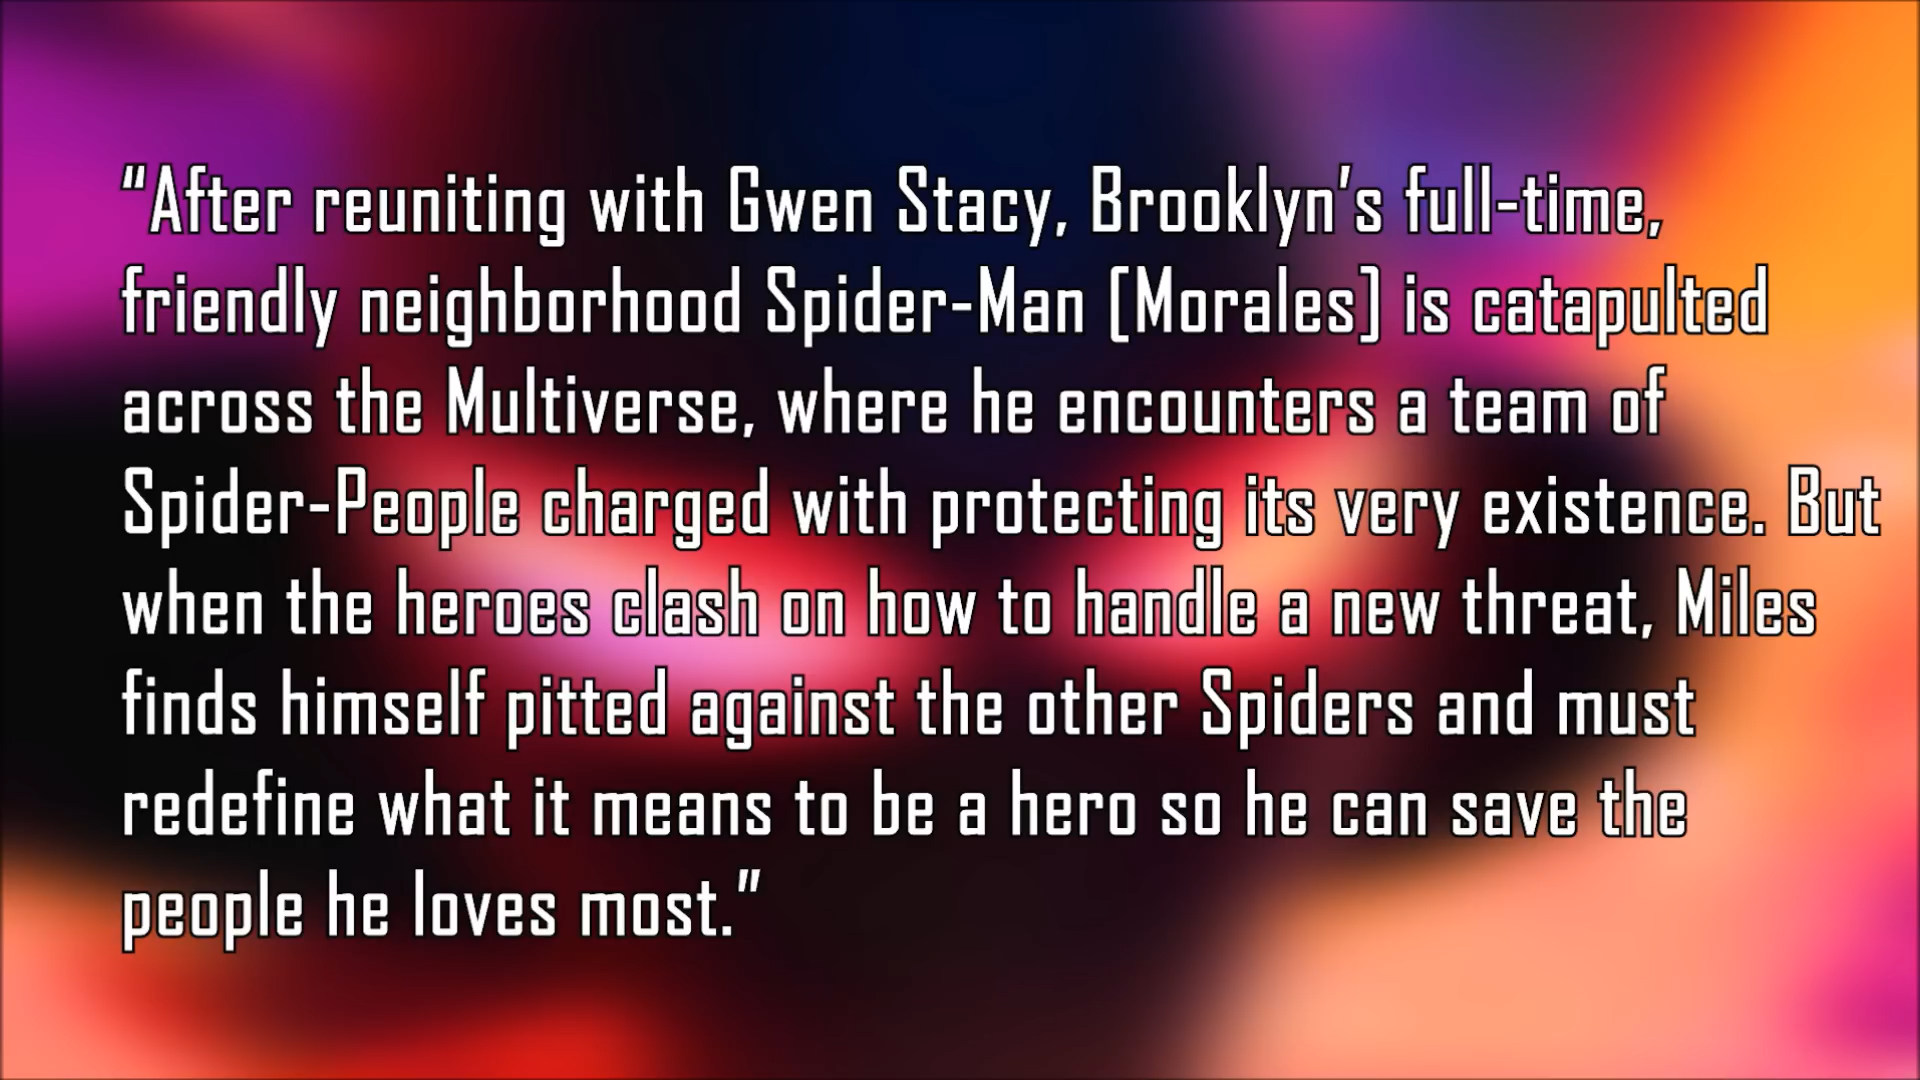 “After reuniting with Gwen Stacy, Brooklyn’s full-time,
friendly neighborhood Spider-Man [Morales] is catapulted
across the Multiverse, where he encounters a team of
Spider-People charged with protecting its very existence. But
when the heroes clash on how to handle a new threat, Miles
finds himself pitted against the other Spiders and must
redefine what it means to be a hero so he can save the
people he loves most.”